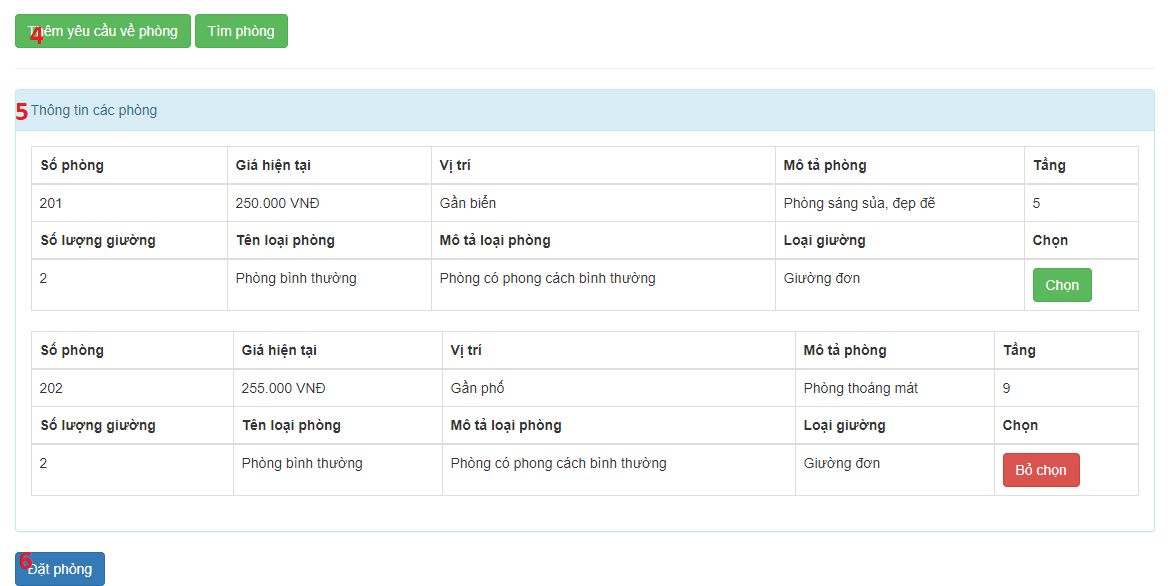 4 Thêm yêu cầu về phòng Tìm phòng
5 Thông tin các phòng
Số phòng Giá hiện tại Vị trí Mô tả phòng Tầng
201 250.000 VNĐ Gần biển Phòng sáng sủa, đẹp đẽ 5
Số lượng giường Tên loại phòng Mô tả loại phòng Loại giường Chọn
2 Phòng bình thường Phòng có phong cách bình thường Giường đơn Chọn
Số phòng Giá hiện tại Vị trí Mô tả phòng Tầng
202 255.000 VNĐ Gần phố Phòng thoáng mát 9
Số lượng giường Tên loại phòng Mô tả loại phòng Loại giường Chọn
2 Phòng bình thường Phòng có phong cách bình thường Giường đơn Bỏ chọn
6 Đặt phòng